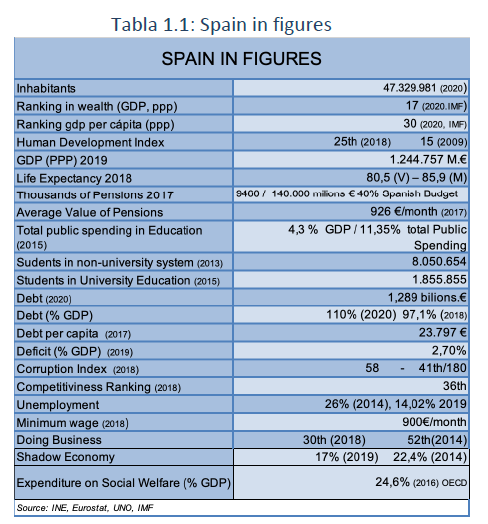 Tabla 1.1: Spain in figures
SPAIN IN FIGURES
Inhabitants 47.329.981 (2020)
Ranking in wealth (GDP, ppp) 17 (2020.IMF)
Ranking gdp per cápita (ppp) 30 (2020, IMF)
Human Development Index 25th (2018) 15 (2009)
GDP (PPP) 2019 1.244.757 M.€
Life Expectancy 2018 80,5 (V) – 85,9 (M)
Thousands of Pensions 2017 9400 / 140.000 milions € 40% Spanish Budget
Average Value of Pensions 926 €/month (2017)
Total public spending in Education (2015) 4,3 % GDP / 11,35% total Public Spending
Sudents in non-university system (2013) 8.050.654
Students in University Education (2015) 1.855.855
Debt (2020) 1,289 bilions.€
Debt (% GDP) 110% (2020) 97,1% (2018)
Debt per capita (2017) 23.797 €
Deficit (% GDP) (2019) 2,70%
Corruption Index (2018) 58 - 41th/180
Competitiviness Ranking (2018) 36th
Unemployment 26% (2014), 14,02% 2019
Minimum wage (2018) 900€/month
Doing Business 30th (2018) 52th(2014)
Shadow Economy 17% (2019) 22,4% (2014)
Expenditure on Social Welfare (% GDP) 24,6% (2016) OECD
Source: INE, Eurostat, UNO, IMF